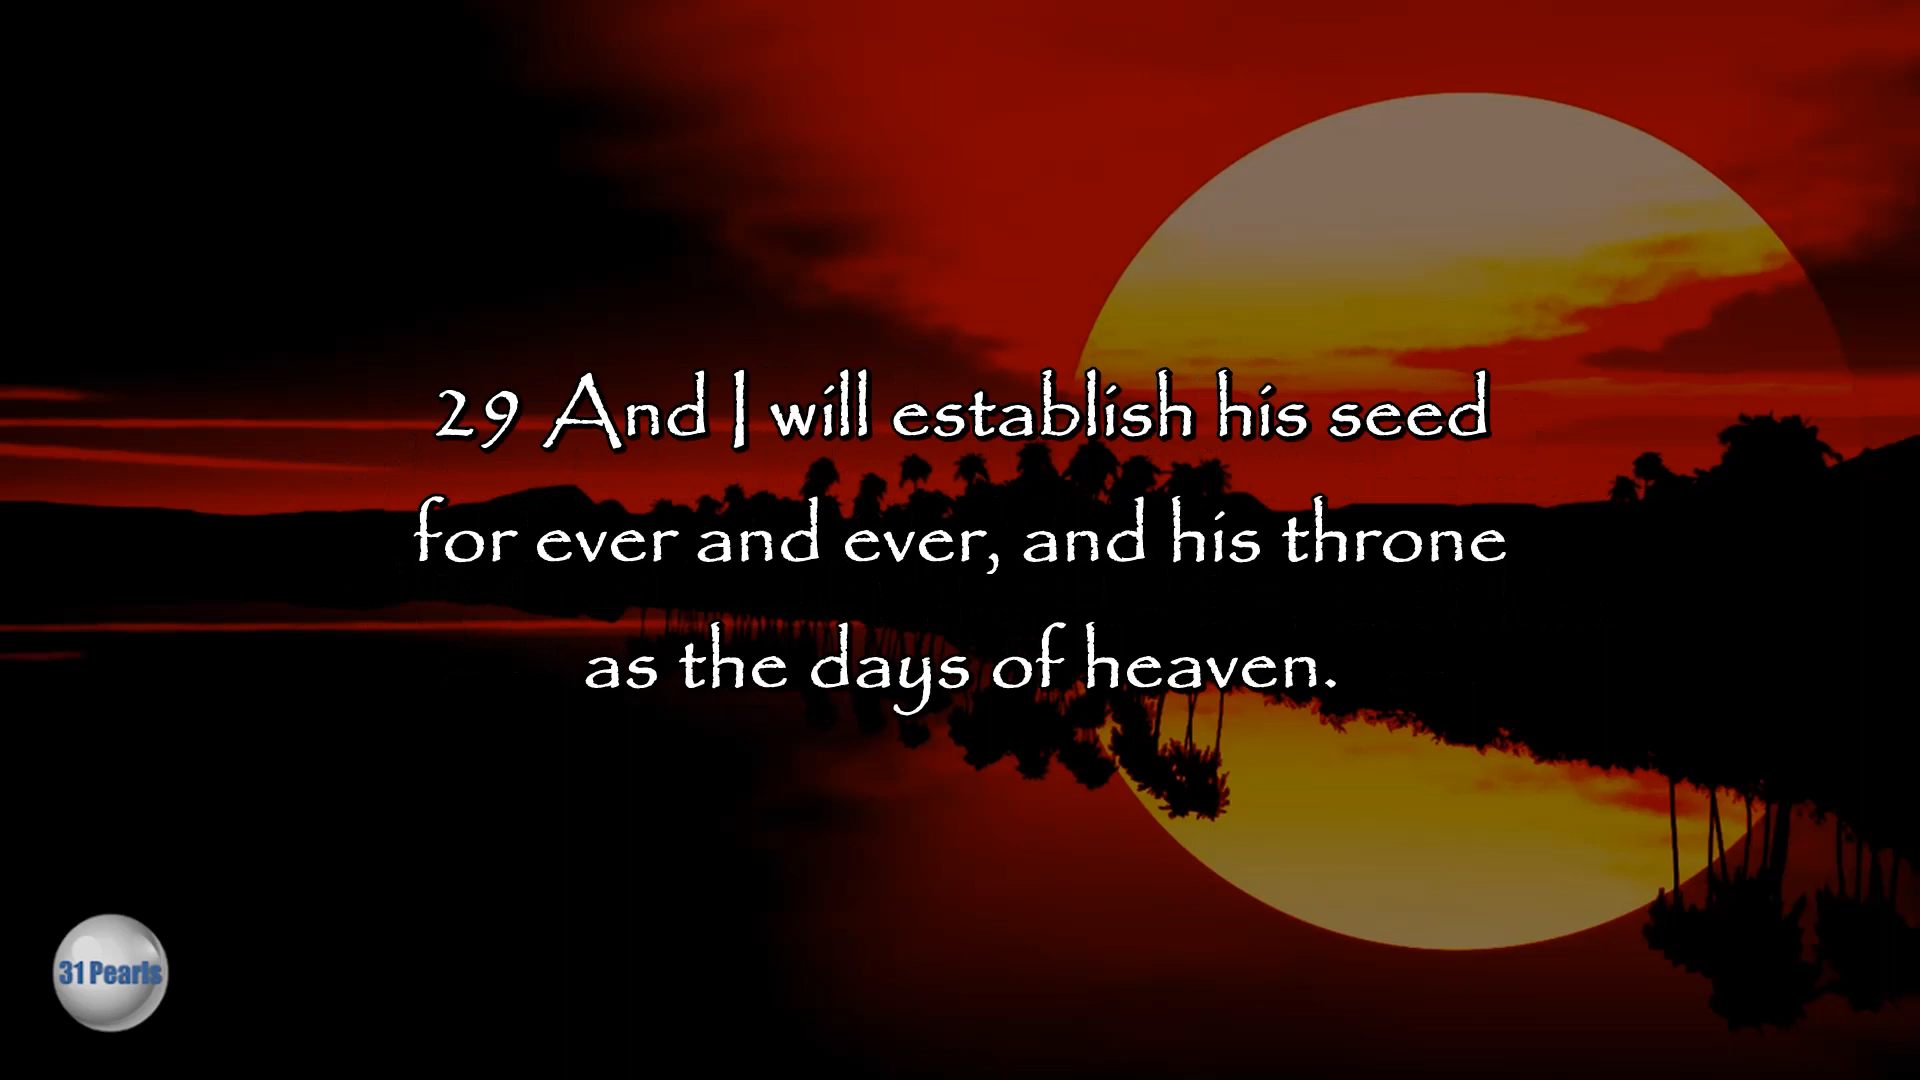 29 And I will establish his seed
for ever and ever, and his throne
as the days of heaven.
31 Pearls